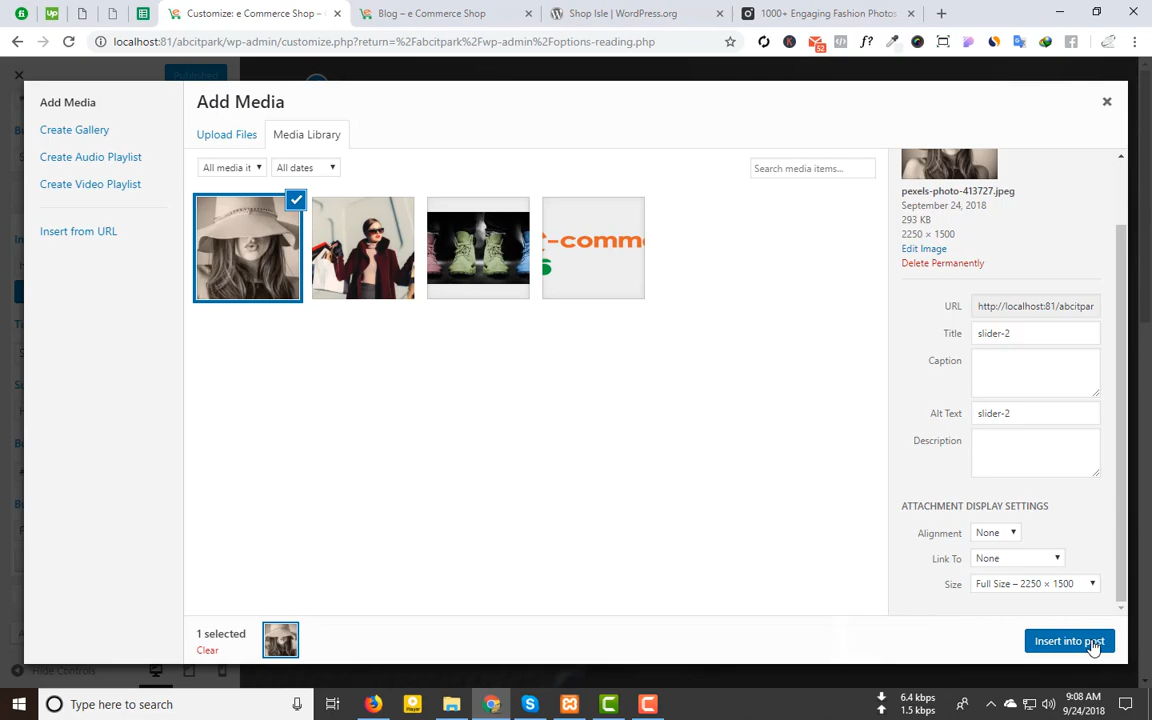 Customize: e Commerce Shop –
Blog – e Commerce Shop
Shop Isle | WordPress.org
1000+ Engaging Fashion Photos
localhost:81/abcitpark/wp-admin/customize.php?return=%2Fabcitpark%2Fwp-admin%2Foptions-reading.php
52
Published
Add Media
Create Gallery
Create Audio Playlist
Create Video Playlist
Insert from URL
Add Media
Upload Files
Media Library
All media it
All dates
Search media items...
-comme
s
pexels-photo-413727.jpeg
September 24, 2018
293 KB
2250 × 1500
Edit Image
Delete Permanently
URL http://localhost:81/abcitpar
Title slider-2
Caption
Alt Text slider-2
Description
ATTACHMENT DISPLAY SETTINGS
Alignment None
Link To None
Size Full Size – 2250 × 1500
1 selected
Clear
Insert into post
Hide Controls
Type here to search
6.4 kbps
1.5 kbps
9:08 AM
9/24/2018